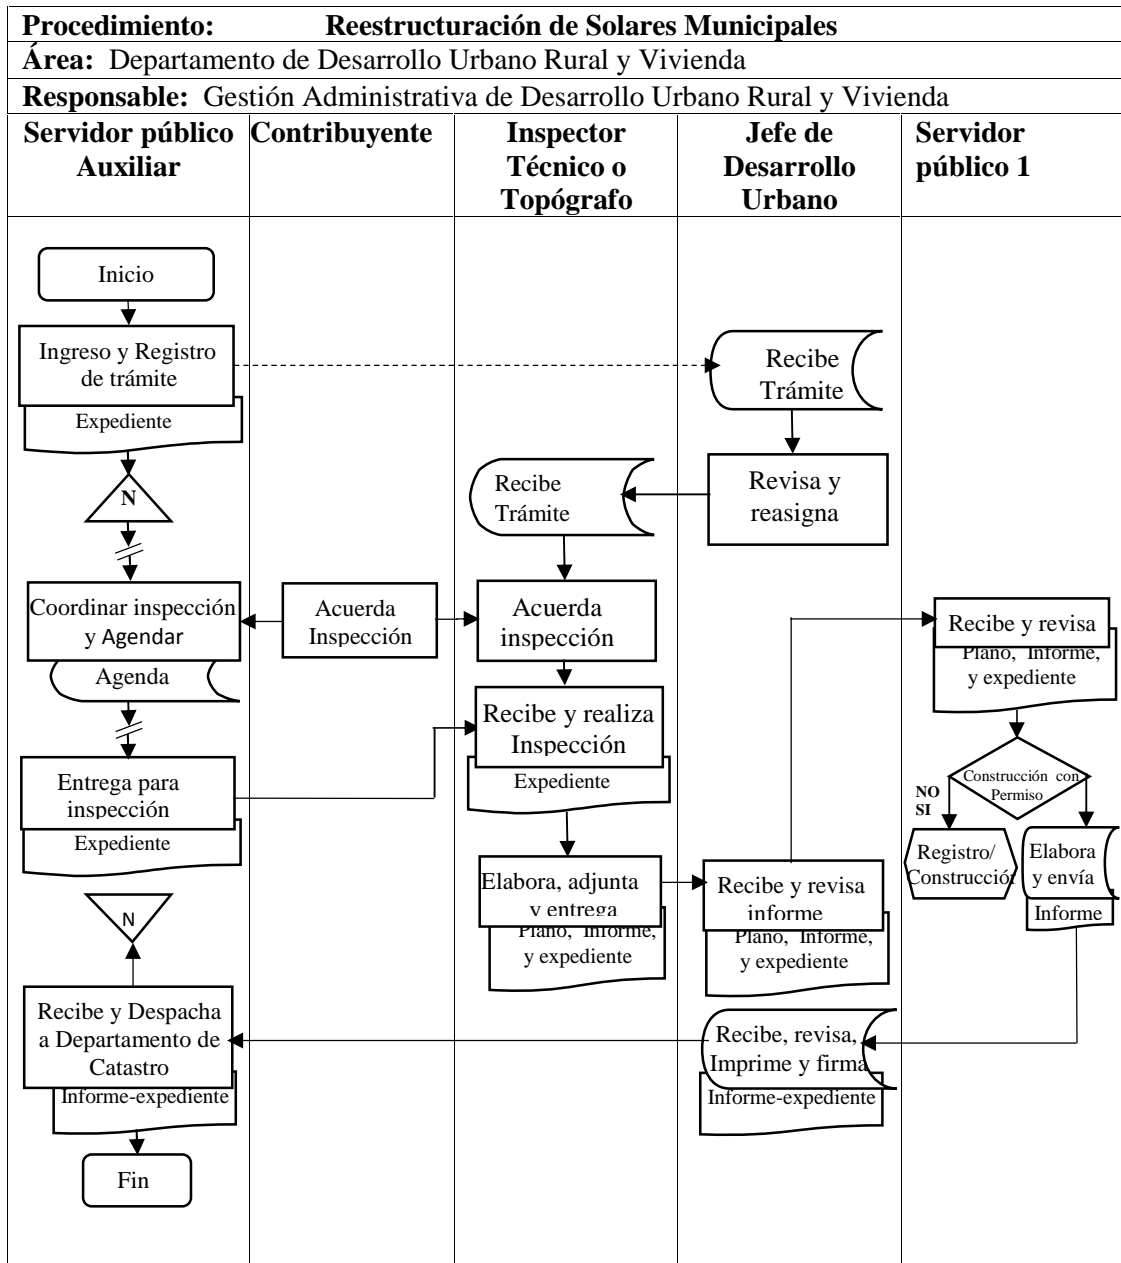 Procedimiento: Reestructuración de Solares Municipales
Área: Departamento de Desarrollo Urbano Rural y Vivienda
Responsable: Gestión Administrativa de Desarrollo Urbano Rural y Vivienda
Servidor público
Auxiliar
Contribuyente
Inspector
Técnico o
Topógrafo
Jefe de
Desarrollo
Urbano
Servidor
público 1
Inicio
Ingreso y Registro
de trámite
Expediente
N
Recibe
Trámite
Revisa y
reasigna
Recibe
Trámite
Coordinar inspección
y Agendar
Agenda
Acuerda
Inspección
Acuerda
inspección
Recibe y realiza
Inspección
Expediente
Entrega para
inspección
Expediente
Elabora, adjunta
y entrega
Plano, Informe,
y expediente
Recibe y revisa
informe
Plano, Informe,
y expediente
Recibe y revisa
Plano, Informe,
y expediente
Construcción con
Permiso
NO
SI
Registro/
Construcción
Elabora
y envía
Informe
Recibe, revisa,
Imprime y firma
Informe-expediente
N
Recibe y Despacha
a Departamento de
Catastro
Informe-expediente
Fin